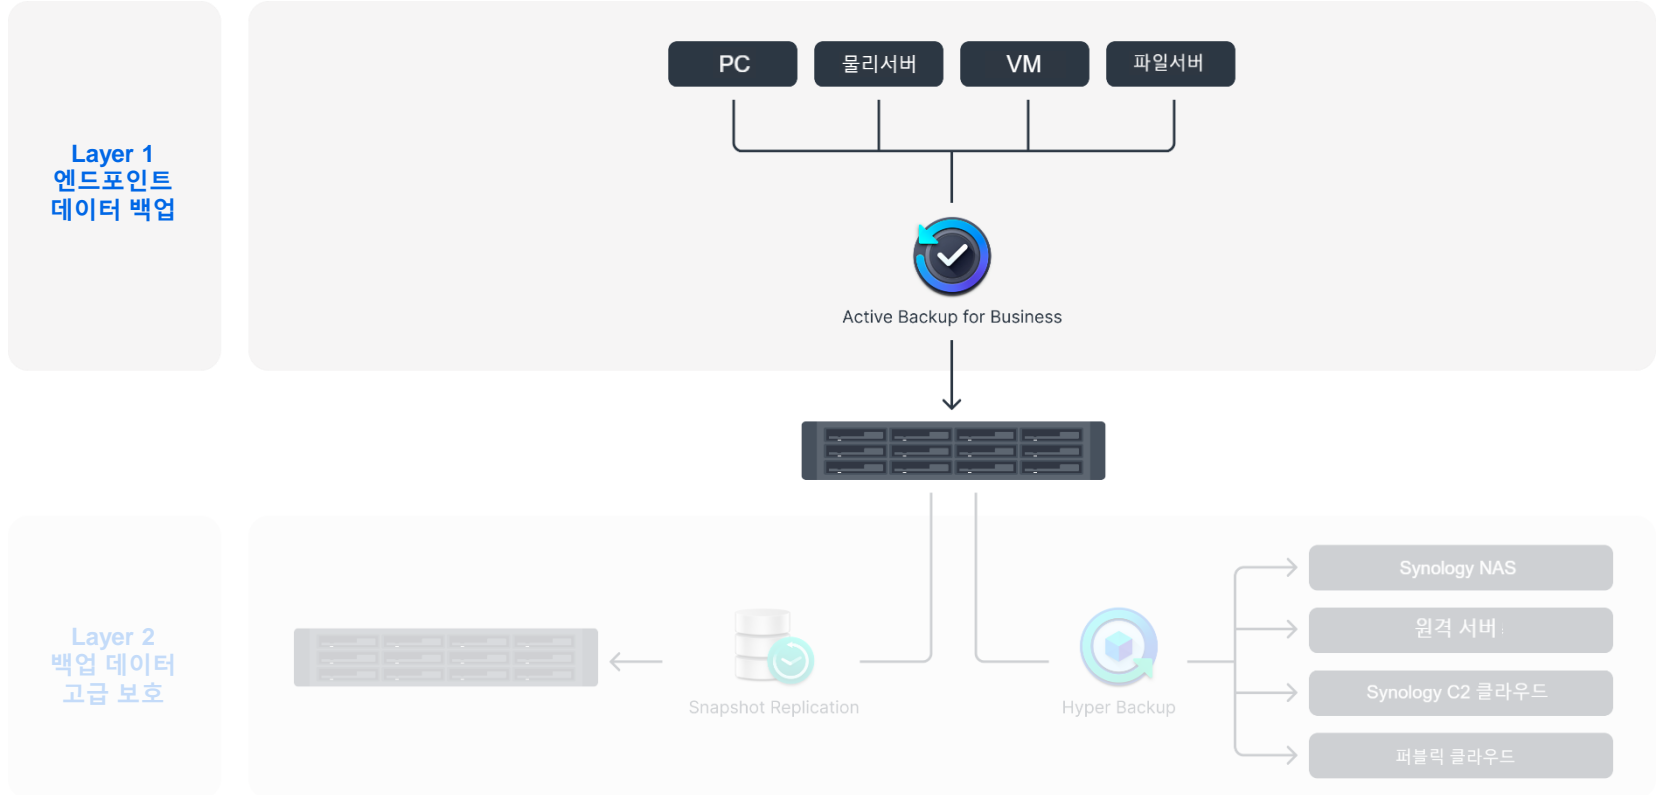 PC
물리서버
VM
파일서버
Layer 1
엔드포인트
데이터 백업
Active Backup for Business
Layer 2
백업 데이터
고급 보호
Snapshot Replication
Hyper Backup
Synology NAS
원격 서버
Synology C2 클라우드
퍼블릭 클라우드